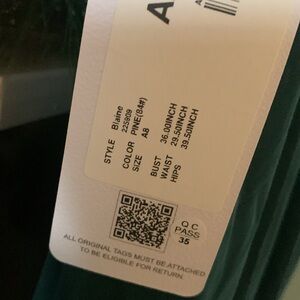 A
STYLE Blaine
225909
COLOR PINE(84#)
SIZE A8
BUST 36.00INCH
WAIST 29.50INCH
HIPS 39.50INCH
Q C
PASS
35
ALL ORIGINAL TAGS MUST BE ATTACHED
TO BE ELIGIBLE FOR RETURN.